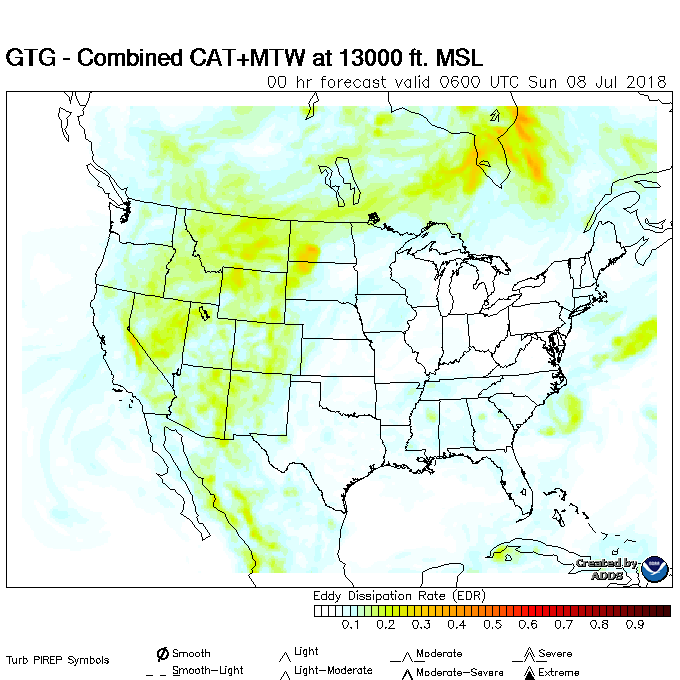 GTG - Combined CAT+MTW at 13000 ft. MSL
00 hr forecast valid 0600 UTC Sun 08 Jul 2018
Created by
ADDS
Eddy Dissipation Rate (EDR)
0.1 0.2 0.3 0.4 0.5 0.6 0.7 0.8 0.9
Turb PIREP Symbols
Smooth Light Moderate Severe
Smooth-Light Light-Moderate Moderate-Severe Extreme